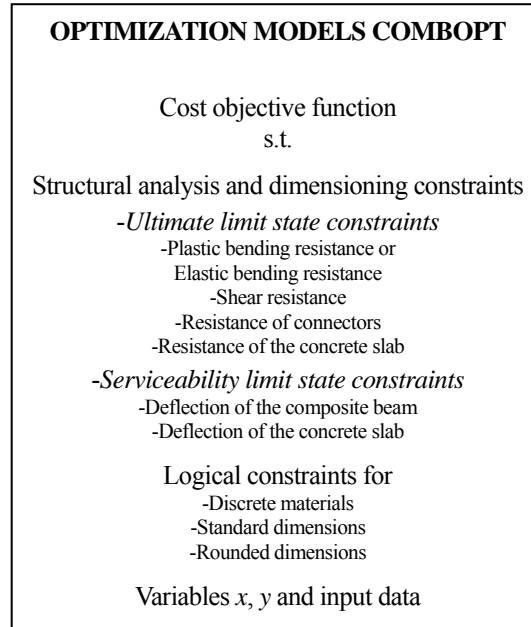 OPTIMIZATION MODELS COMBOPT
Cost objective function
s.t.
Structural analysis and dimensioning constraints
-Ultimate limit state constraints
-Plastic bending resistance or
Elastic bending resistance
-Shear resistance
-Resistance of connectors
-Resistance of the concrete slab
-Serviceability limit state constraints
-Deflection of the composite beam
-Deflection of the concrete slab
Logical constraints for
-Discrete materials
-Standard dimensions
-Rounded dimensions
Variables x, y and input data